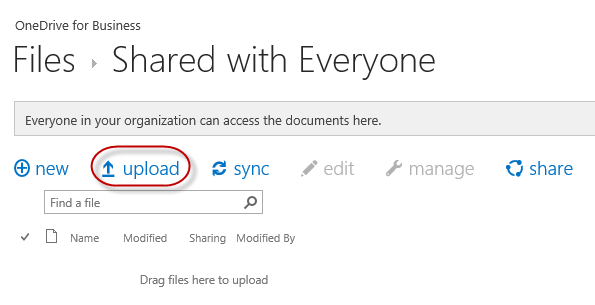 OneDrive for Business
Files ▸ Shared with Everyone
Everyone in your organization can access the documents here.
new upload sync edit manage share
Find a file
Name Modified Sharing Modified By
Drag files here to upload